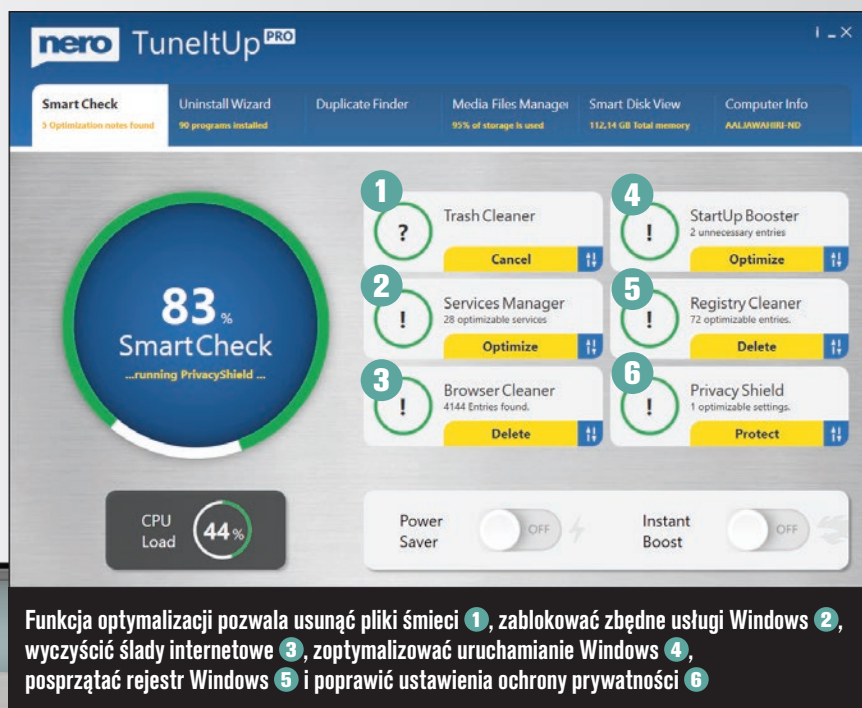 nero TuneItUp PRO
Smart Check
5 Optimization notes found
Uninstall Wizard
90 programs installed
Duplicate Finder
Media Files Manager
95% of storage is used
Smart Disk View
112,14 GB Total memory
Computer Info
AALJAWAHIRI-ND
83%
SmartCheck
...running PrivacyShield ...
1
?
Trash Cleaner
Cancel
2
!
Services Manager
28 optimizable services
Optimize
3
!
Browser Cleaner
4144 Entries found.
Delete
4
!
StartUp Booster
2 unnecessary entries
Optimize
5
!
Registry Cleaner
72 optimizable entries.
Delete
6
!
Privacy Shield
1 optimizable settings.
Protect
CPU
Load
44%
Power
Saver
OFF
Instant
Boost
OFF
Funkcja optymalizacji pozwala usunąć pliki śmieci 1, zablokować zbędne usługi Windows 2,
wyczyścić ślady internetowe 3, zoptymalizować uruchamianie Windows 4,
posprzątać rejestr Windows 5 i poprawić ustawienia ochrony prywatności 6